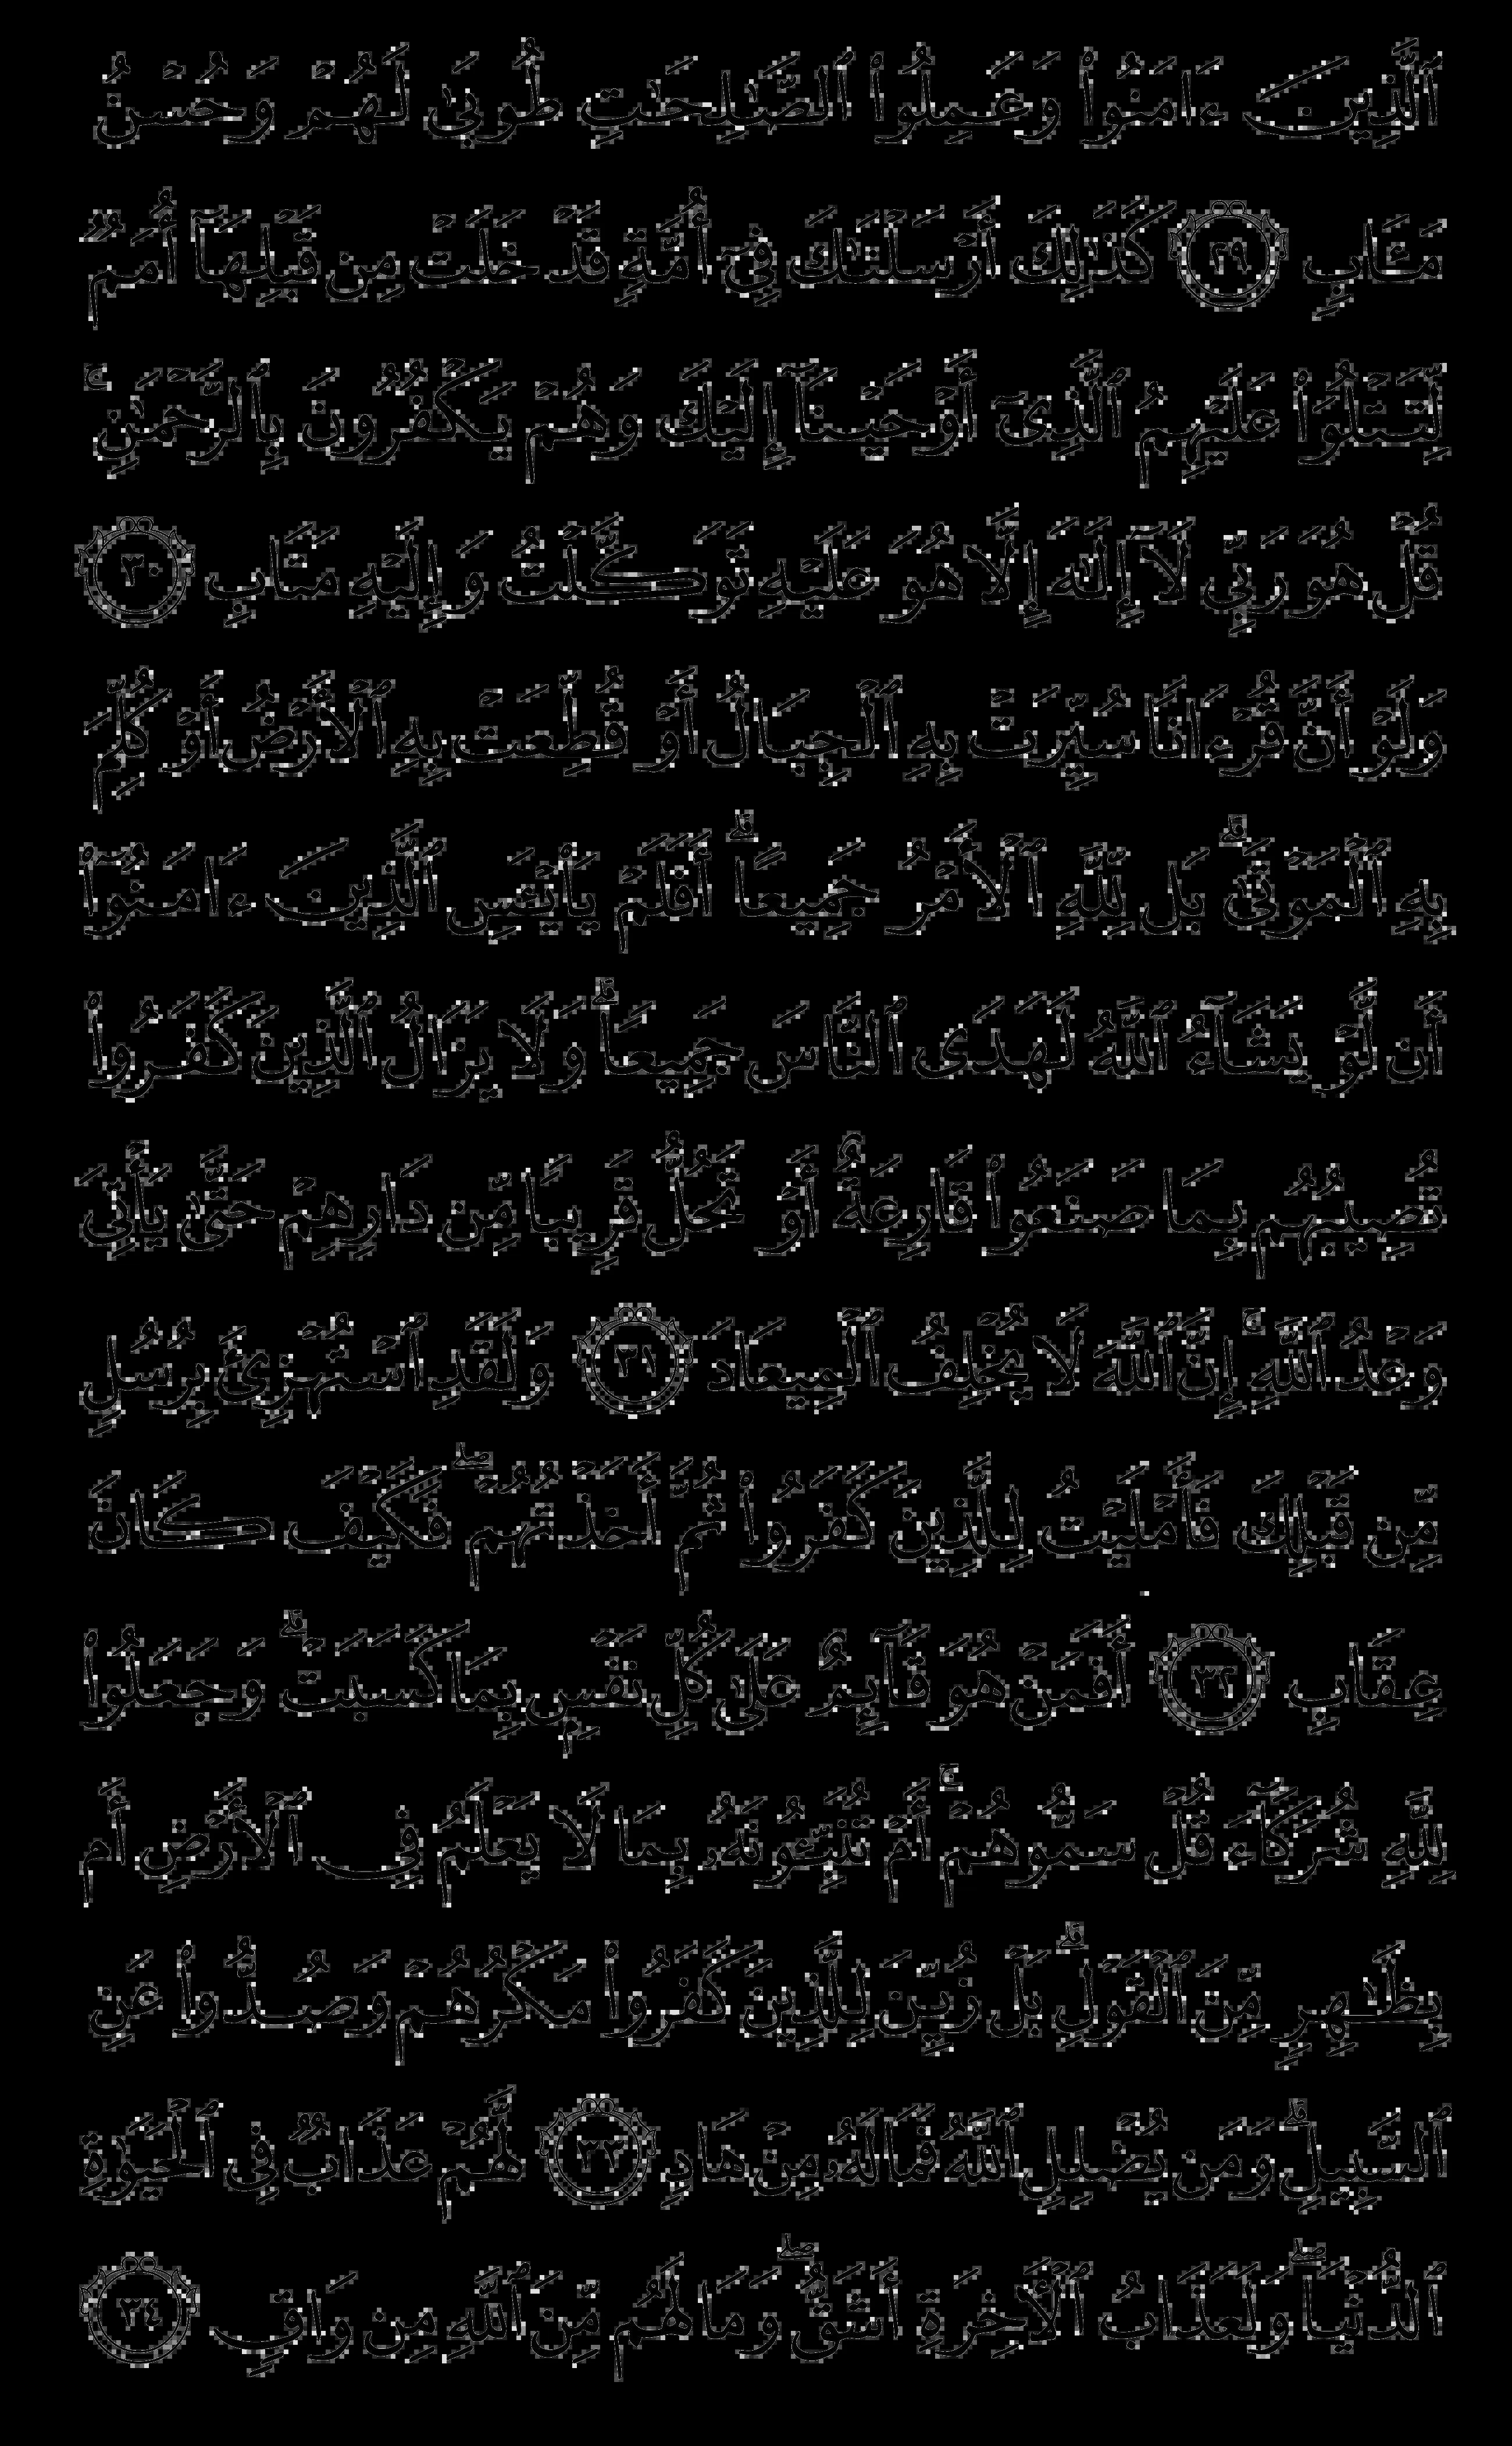 ٱلَّذِينَ ءَامَنُوا۟ وَعَمِلُوا۟ ٱلصَّـٰلِحَـٰتِ طُوبَىٰ لَهُمْ وَحُسْنُ
مَـَٔابٍ ٢٩ كَذَٰلِكَ أَرْسَلْنَـٰكَ فِىٓ أُمَّةٍ قَدْ خَلَتْ مِن قَبْلِهَآ أُمَمٌ
لِّتَتْلُوَا۟ عَلَيْهِمُ ٱلَّذِىٓ أَوْحَيْنَآ إِلَيْكَ وَهُمْ يَكْفُرُونَ بِٱلرَّحْمَـٰنِ ۚ
قُلْ هُوَ رَبِّى لَآ إِلَـٰهَ إِلَّا هُوَ عَلَيْهِ تَوَكَّلْتُ وَإِلَيْهِ مَتَابِ ٣٠
وَلَوْ أَنَّ قُرْءَانًا سُيِّرَتْ بِهِ ٱلْجِبَالُ أَوْ قُطِّعَتْ بِهِ ٱلْأَرْضُ أَوْ كُلِّمَ
بِهِ ٱلْمَوْتَىٰ ۗ بَل لِّلَّهِ ٱلْأَمْرُ جَمِيعًا ۗ أَفَلَمْ يَا۟يْـَٔسِ ٱلَّذِينَ ءَامَنُوٓا۟
أَن لَّوْ يَشَآءُ ٱللَّهُ لَهَدَى ٱلنَّاسَ جَمِيعًا ۗ وَلَا يَزَالُ ٱلَّذِينَ كَفَرُوا۟
تُصِيبُهُم بِمَا صَنَعُوا۟ قَارِعَةٌ أَوْ تَحُلُّ قَرِيبًا مِّن دَارِهِمْ حَتَّىٰ يَأْتِىَ
وَعْدُ ٱللَّهِ ۚ إِنَّ ٱللَّهَ لَا يُخْلِفُ ٱلْمِيعَادَ ٣١ وَلَقَدِ ٱسْتُهْزِئَ بِرُسُلٍ
مِّن قَبْلِكَ فَأَمْلَيْتُ لِلَّذِينَ كَفَرُوا۟ ثُمَّ أَخَذْتُهُمْ ۖ فَكَيْفَ كَانَ
عِقَابِ ٣٢ أَفَمَنْ هُوَ قَآئِمٌ عَلَىٰ كُلِّ نَفْسٍۭ بِمَا كَسَبَتْ ۗ وَجَعَلُوا۟
لِلَّهِ شُرَكَآءَ قُلْ سَمُّوهُمْ ۚ أَمْ تُنَبِّـُٔونَهُۥ بِمَا لَا يَعْلَمُ فِى ٱلْأَرْضِ أَم
بِظَـٰهِرٍ مِّنَ ٱلْقَوْلِ ۗ بَلْ زُيِّنَ لِلَّذِينَ كَفَرُوا۟ مَكْرُهُمْ وَصُدُّوا۟ عَنِ
ٱلسَّبِيلِ ۗ وَمَن يُضْلِلِ ٱللَّهُ فَمَا لَهُۥ مِنْ هَادٍ ٣٣ لَّهُمْ عَذَابٌ فِى ٱلْحَيَوٰةِ
ٱلدُّنْيَا ۖ وَلَعَذَابُ ٱلْـَٔاخِرَةِ أَشَقُّ ۖ وَمَا لَهُم مِّنَ ٱللَّهِ مِن وَاقٍ ٣٤